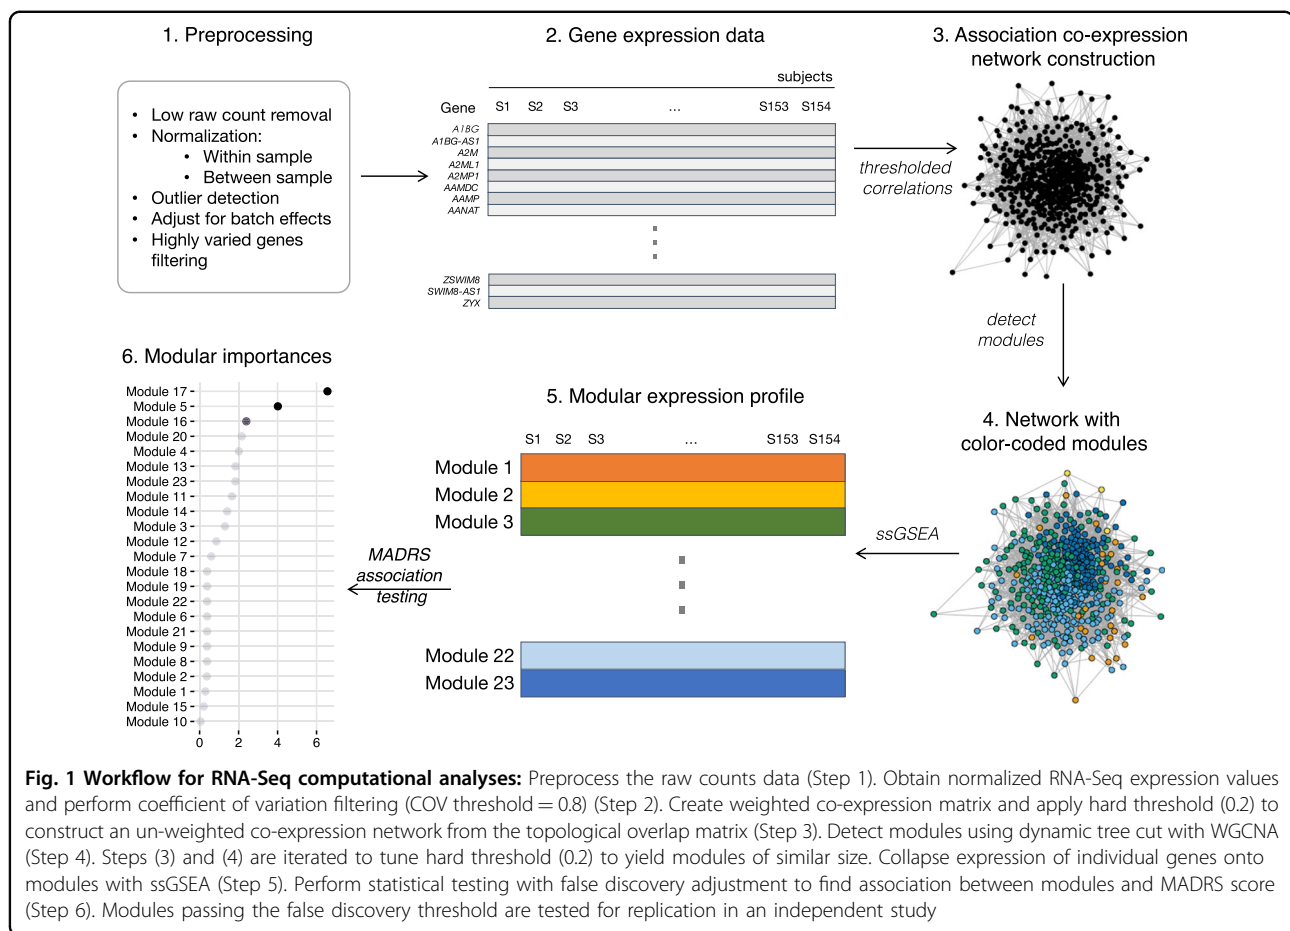 1. Preprocessing
• Low raw count removal
• Normalization:
• Within sample
• Between sample
• Outlier detection
• Adjust for batch effects
• Highly varied genes
filtering
2. Gene expression data
subjects
Gene S1 S2 S3 ... S153 S154
A1BG
A1BG-AS1
A2M
A2ML1
A2MP1
AAMDC
AAMP
AANAT
ZSWIM8
SWIM8-AS1
ZYX
thresholded
correlations
3. Association co-expression
network construction
detect
modules
4. Network with
color-coded modules
ssGSEA
5. Modular expression profile
S1 S2 S3 ... S153 S154
Module 1
Module 2
Module 3
Module 22
Module 23
MADRS
association
testing
6. Modular importances
Module 17
Module 5
Module 16
Module 20
Module 4
Module 13
Module 23
Module 11
Module 14
Module 3
Module 12
Module 7
Module 18
Module 19
Module 22
Module 6
Module 21
Module 9
Module 8
Module 2
Module 1
Module 15
Module 10
0 2 4 6
Fig. 1 Workflow for RNA-Seq computational analyses: Preprocess the raw counts data (Step 1). Obtain normalized RNA-Seq expression values
and perform coefficient of variation filtering (COV threshold = 0.8) (Step 2). Create weighted co-expression matrix and apply hard threshold (0.2) to
construct an un-weighted co-expression network from the topological overlap matrix (Step 3). Detect modules using dynamic tree cut with WGCNA
(Step 4). Steps (3) and (4) are iterated to tune hard threshold (0.2) to yield modules of similar size. Collapse expression of individual genes onto
modules with ssGSEA (Step 5). Perform statistical testing with false discovery adjustment to find association between modules and MADRS score
(Step 6). Modules passing the false discovery threshold are tested for replication in an independent study